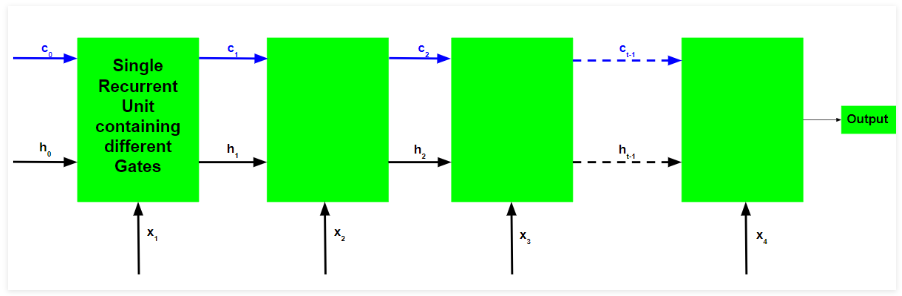 c0
c1
c2
ct-1
Single
Recurrent
Unit
containing
different
Gates
Output
h0
h1
h2
ht-1
x1
x2
x3
x4